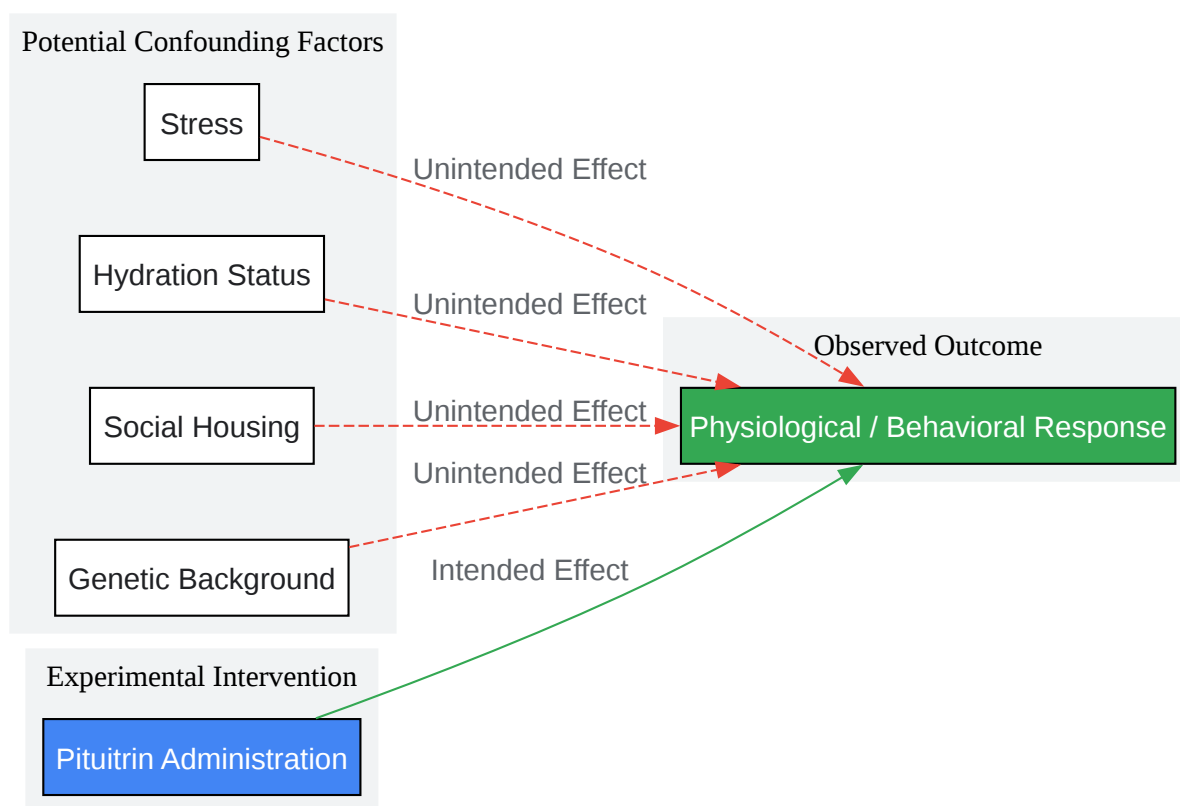 Potential Confounding Factors
Stress
Unintended Effect
Hydration Status
Unintended Effect
Observed Outcome
Social Housing
Unintended Effect
Physiological / Behavioral Response
Unintended Effect
Genetic Background
Intended Effect
Experimental Intervention
Pituitrin Administration